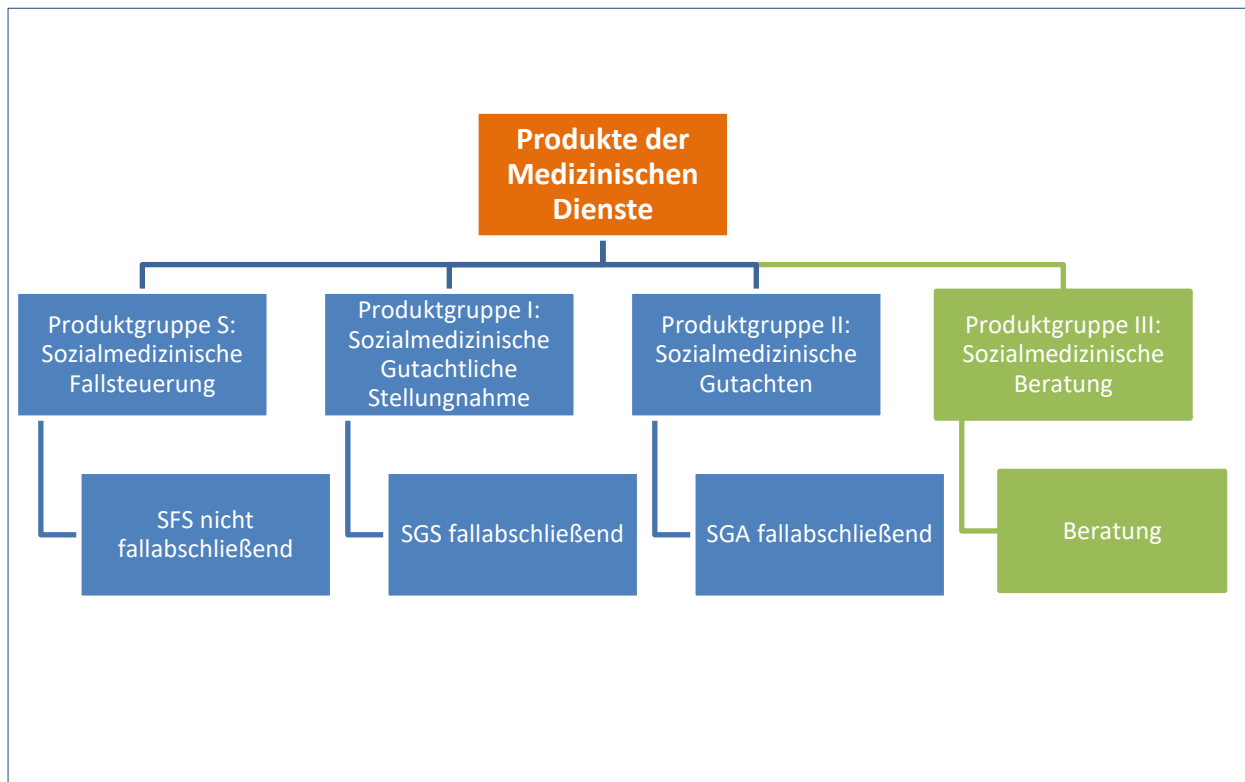 Produkte der
Medizinischen
Dienste
Produktgruppe S:
Sozialmedizinische
Fallsteuerung
Produktgruppe I:
Sozialmedizinische
Gutachtliche
Stellungnahme
Produktgruppe II:
Sozialmedizinische
Gutachten
Produktgruppe III:
Sozialmedizinische
Beratung
SFS nicht
fallabschließend
SGS fallabschließend
SGA fallabschließend
Beratung